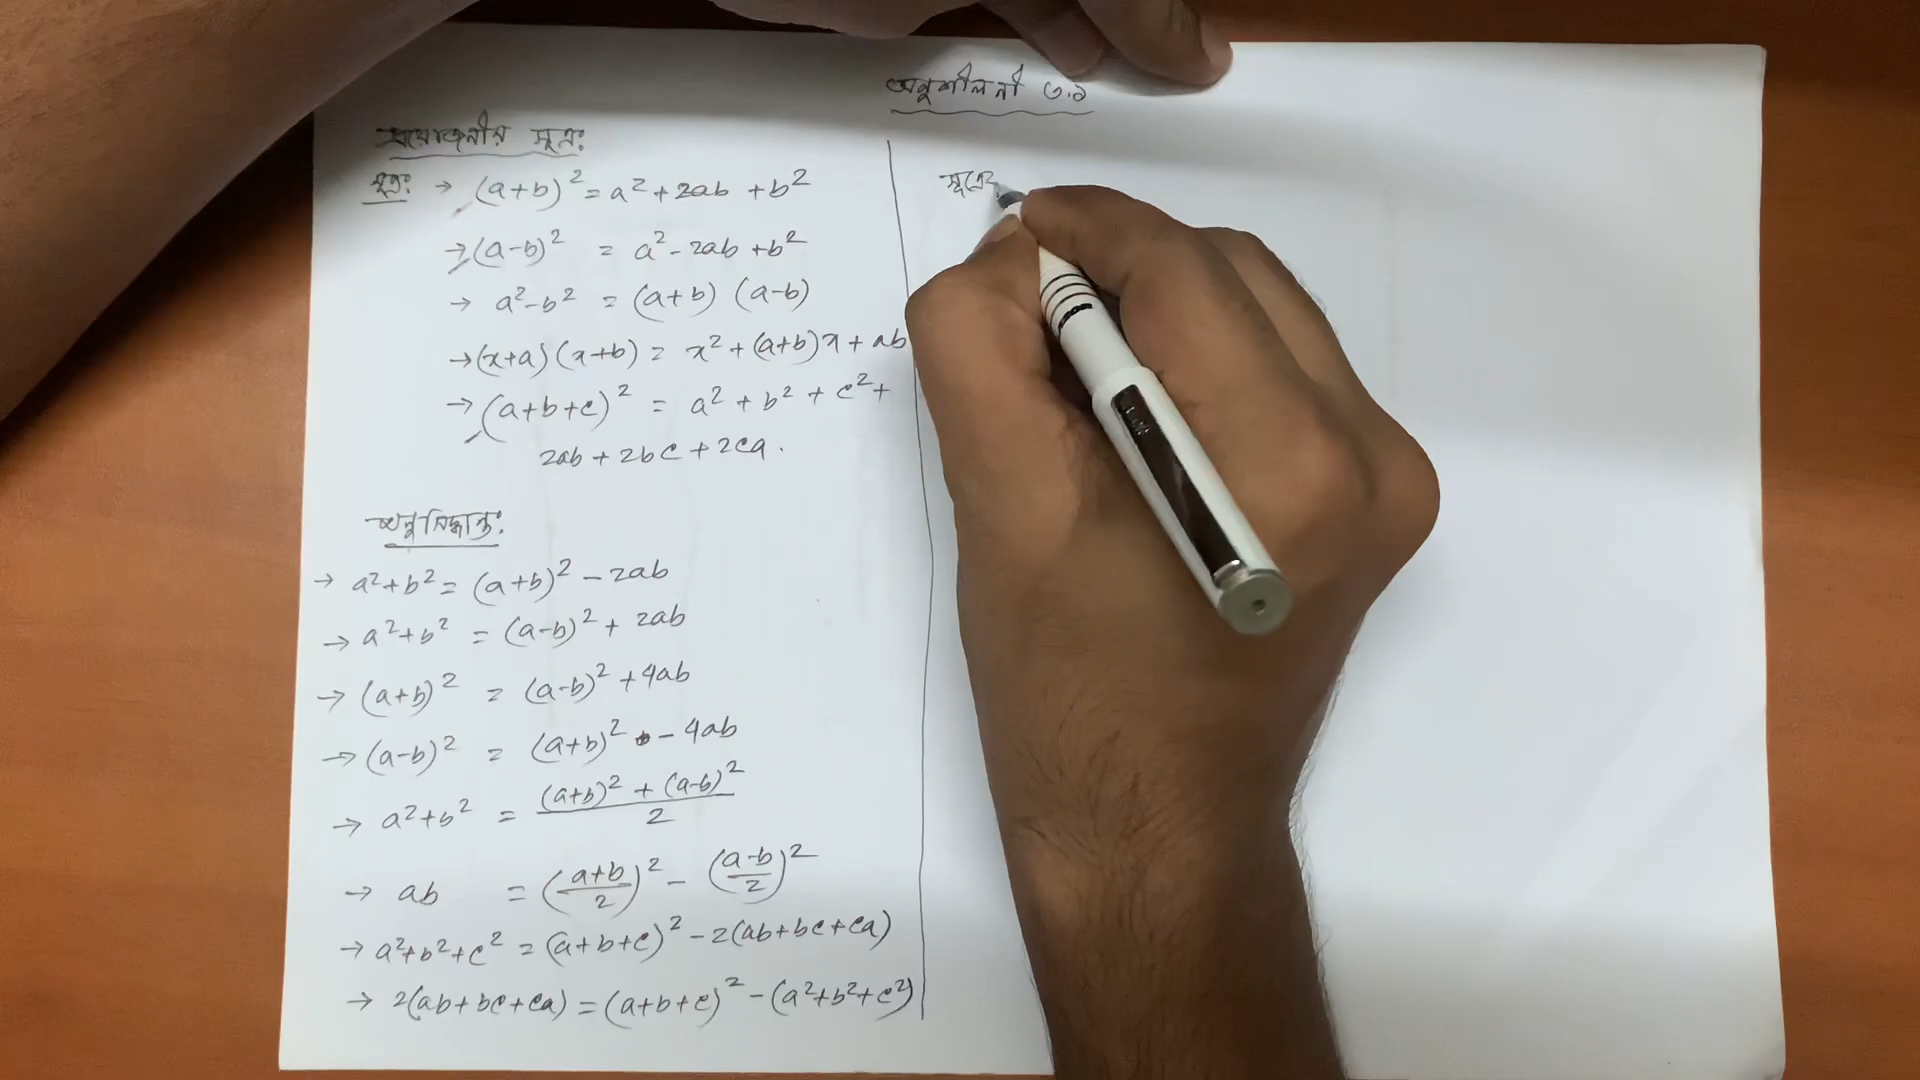 অনুশীলনী ৩.১
প্রয়োজনীয় সূত্র:
সূত্র: → (a+b)² = a² + 2ab + b²
→ (a-b)² = a² - 2ab + b²
→ a² - b² = (a+b) (a-b)
→ (x+a) (x+b) = x² + (a+b)x + ab
→ (a+b+c)² = a² + b² + c² +
2ab + 2bc + 2ca.
অনুসিদ্ধান্ত:
→ a² + b² = (a+b)² - 2ab
→ a² + b² = (a-b)² + 2ab
→ (a+b)² = (a-b)² + 4ab
→ (a-b)² = (a+b)² - 4ab
→ a² + b² = ((a+b)² + (a-b)²)/2
→ ab = ((a+b)/2)² - ((a-b)/2)²
→ a² + b² + c² = (a+b+c)² - 2(ab+bc+ca)
→ 2(ab+bc+ca) = (a+b+c)² - (a²+b²+c²)